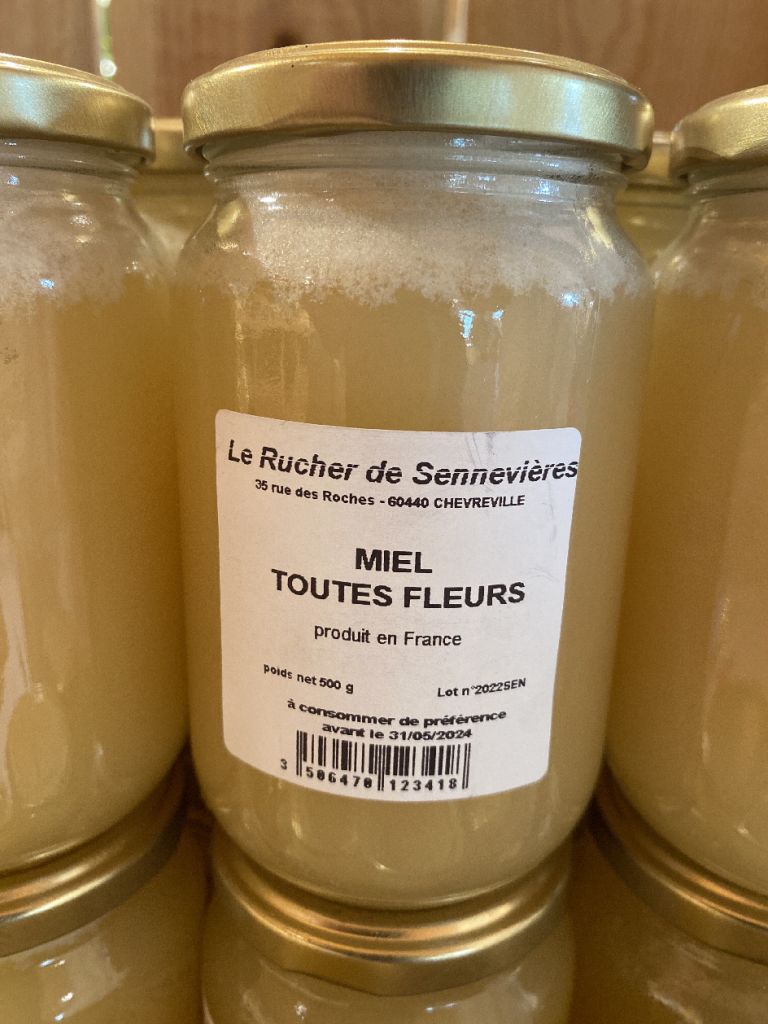 Le Rucher de Sennevières
35 rue des Roches - 60440 CHEVREVILLE
MIEL
TOUTES FLEURS
produit en France
poids net 500 g
Lot n°2022SEN
à consommer de préférence
avant le 31/05/2024
3 506470 123418